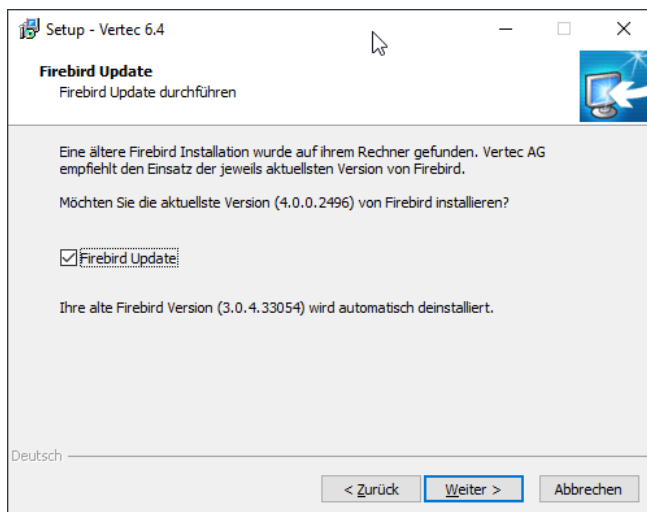 Setup - Vertec 6.4
Firebird Update
Firebird Update durchführen
Eine ältere Firebird Installation wurde auf ihrem Rechner gefunden. Vertec AG
empfiehlt den Einsatz der jeweils aktuellsten Version von Firebird.
Möchten Sie die aktuellste Version (4.0.0.2496) von Firebird installieren?
Firebird Update
Ihre alte Firebird Version (3.0.4.33054) wird automatisch deinstalliert.
Deutsch
< Zurück Weiter > Abbrechen